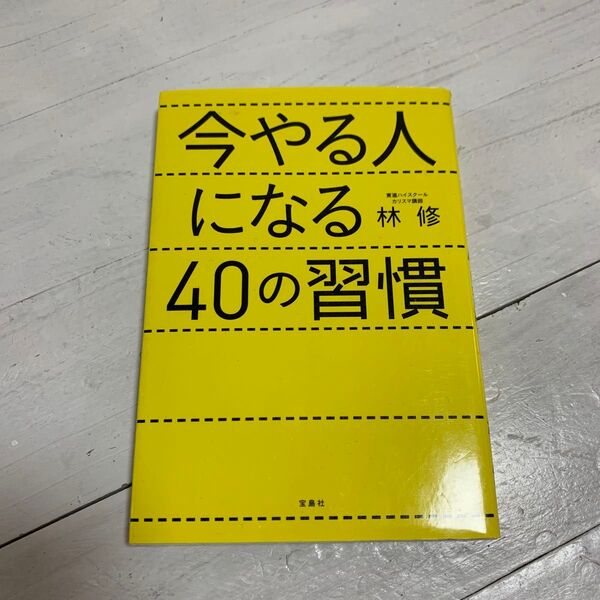 今やる人
になる
東進ハイスクール
カリスマ講師
林 修
40の習慣
宝島社